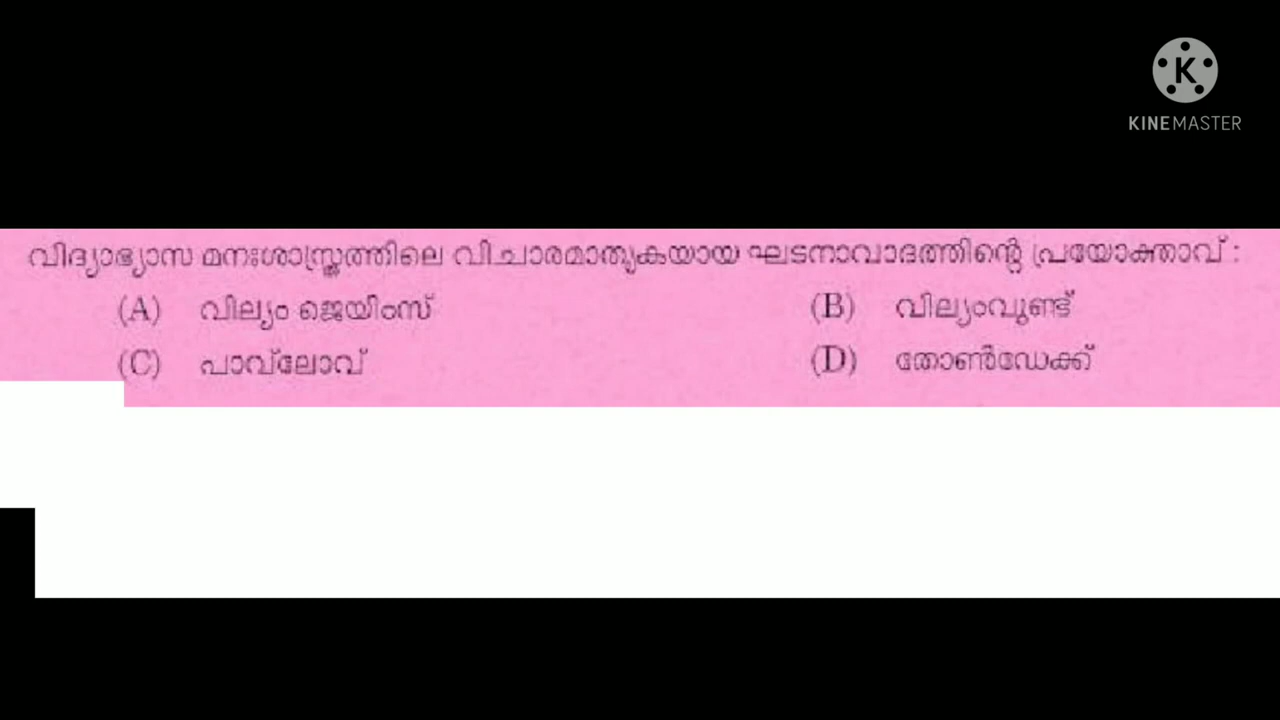 KINEMASTER
വിദ്യാഭ്യാസ മനഃശാസ്ത്രത്തിലെ വിചാരമാതൃകയായ ഘടനാവാദത്തിന്റെ പ്രയോക്താവ് :
(A) വില്യം ജെയിംസ് (B) വില്യംവുണ്ട്
(C) പാവ്ലോവ് (D) തോൺഡേക്ക്